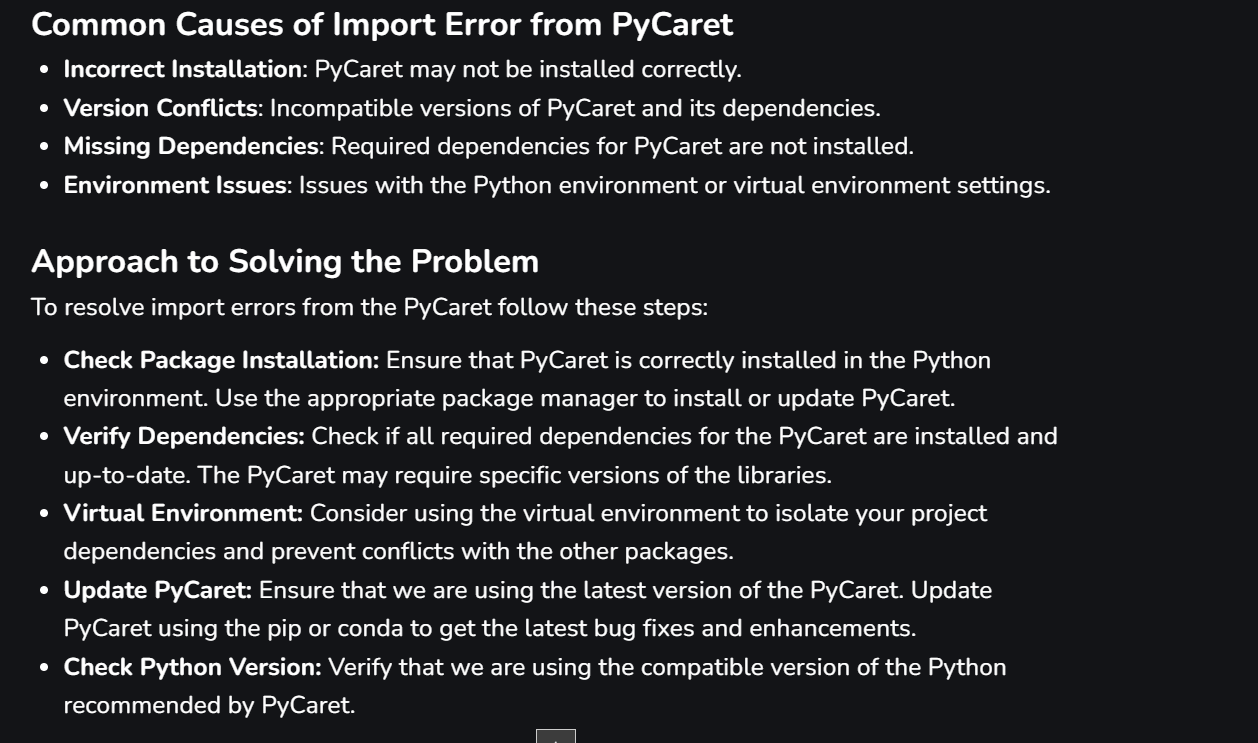 Common Causes of Import Error from PyCaret
• Incorrect Installation: PyCaret may not be installed correctly.
• Version Conflicts: Incompatible versions of PyCaret and its dependencies.
• Missing Dependencies: Required dependencies for PyCaret are not installed.
• Environment Issues: Issues with the Python environment or virtual environment settings.
Approach to Solving the Problem
To resolve import errors from the PyCaret follow these steps:
• Check Package Installation: Ensure that PyCaret is correctly installed in the Python
environment. Use the appropriate package manager to install or update PyCaret.
• Verify Dependencies: Check if all required dependencies for the PyCaret are installed and
up-to-date. The PyCaret may require specific versions of the libraries.
• Virtual Environment: Consider using the virtual environment to isolate your project
dependencies and prevent conflicts with the other packages.
• Update PyCaret: Ensure that we are using the latest version of the PyCaret. Update
PyCaret using the pip or conda to get the latest bug fixes and enhancements.
• Check Python Version: Verify that we are using the compatible version of the Python
recommended by PyCaret.